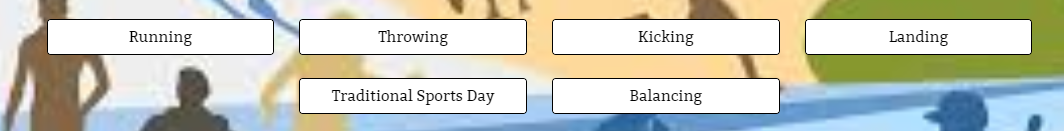 Running
Throwing
Kicking
Landing
Traditional Sports Day
Balancing